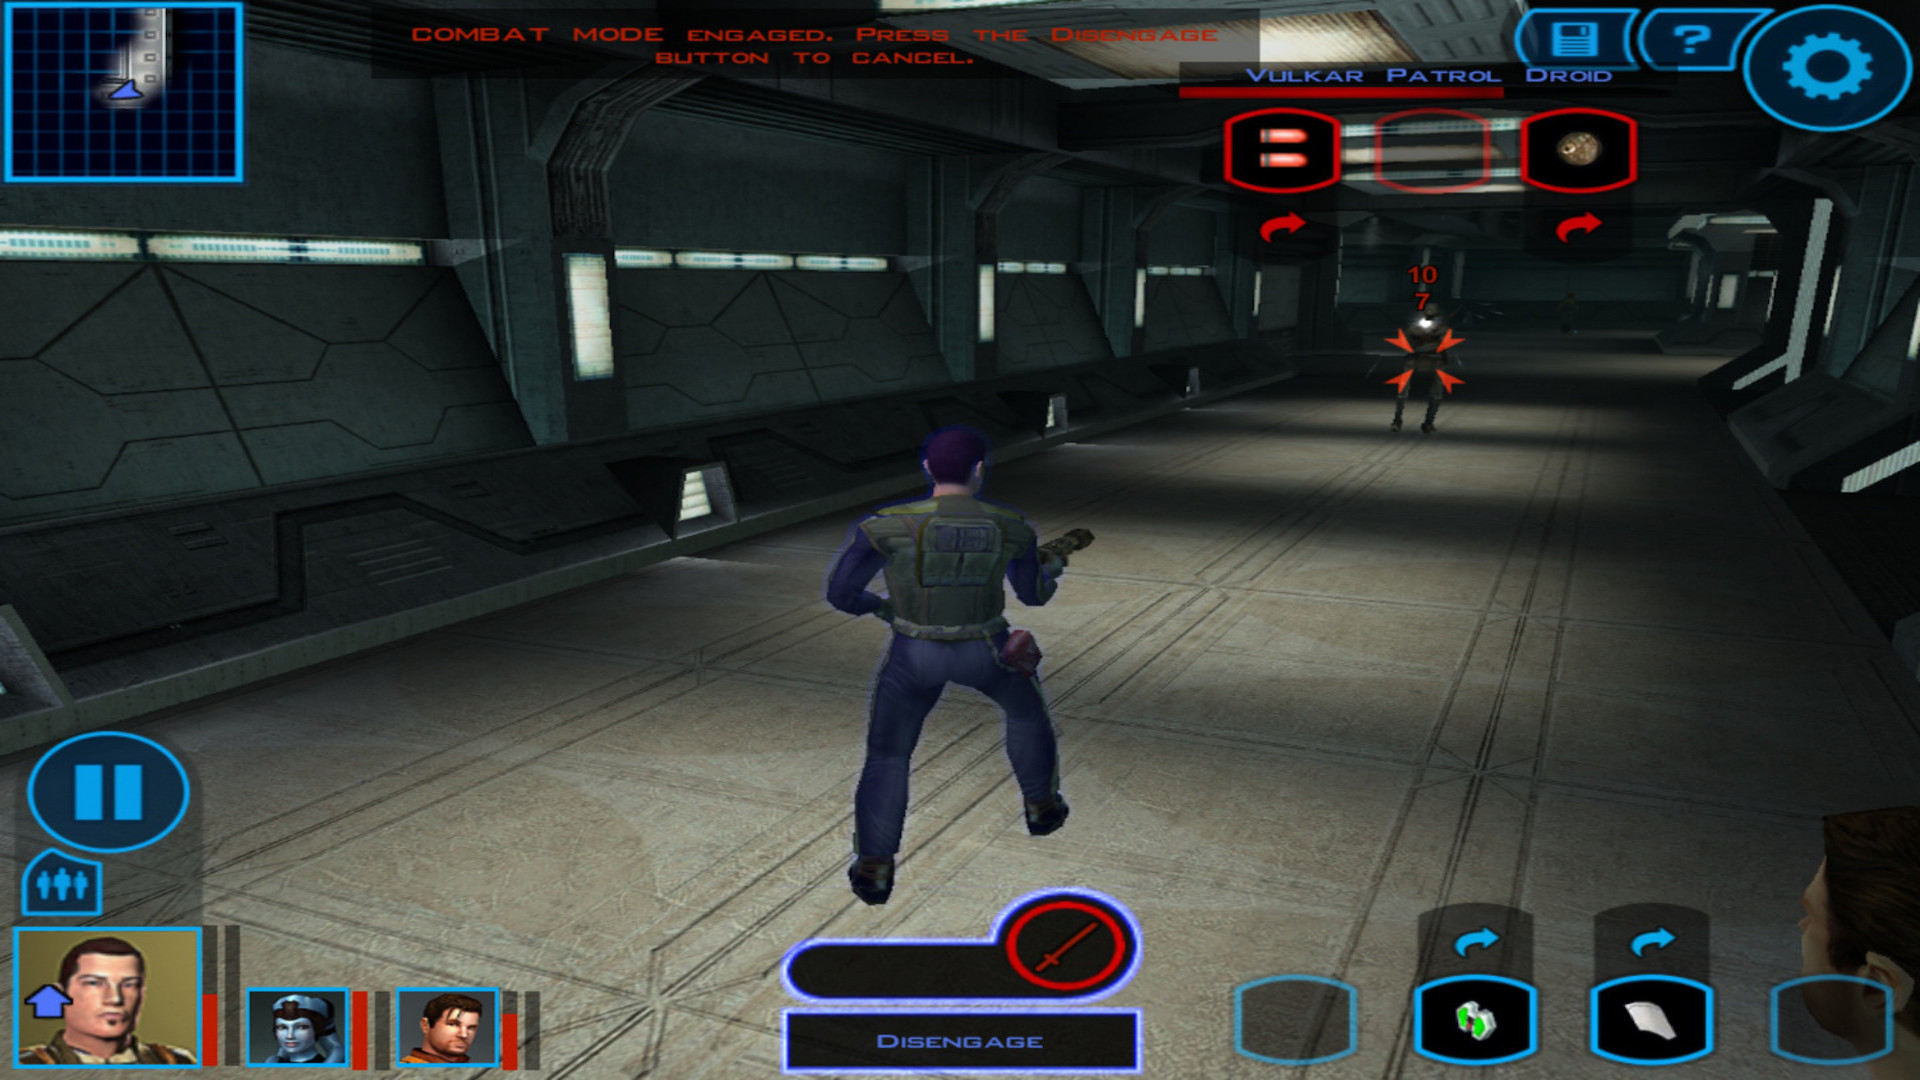 COMBAT MODE ENGAGED. PRESS THE DISENGAGE
BUTTON TO CANCEL.
?
VULKAR PATROL DROID
10
7
DISENGAGE